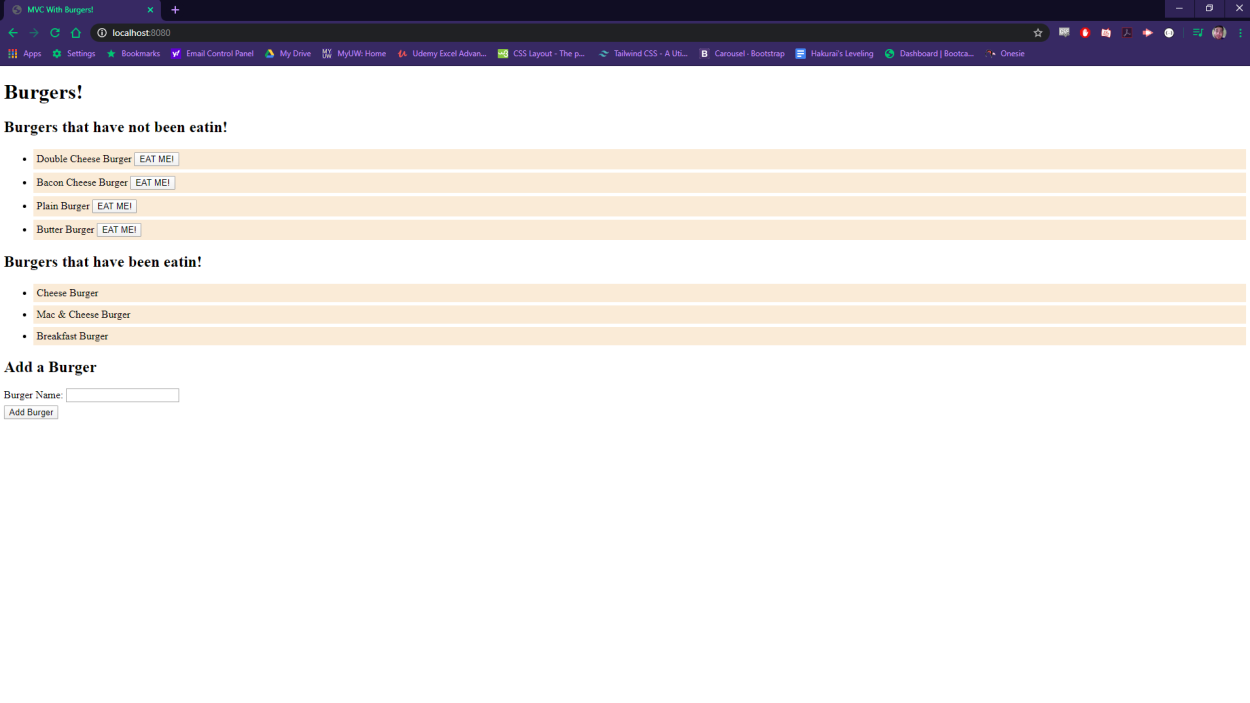 MVC With Burgers!
localhost:8080
Apps Settings Bookmarks Email Control Panel My Drive MyUW: Home Udemy Excel Advan... CSS Layout - The p... Tailwind CSS - A Uti... Carousel · Bootstrap Hakurai's Leveling Dashboard | Bootca... Onesie
Burgers!
Burgers that have not been eatin!
Double Cheese Burger EAT ME!
Bacon Cheese Burger EAT ME!
Plain Burger EAT ME!
Butter Burger EAT ME!
Burgers that have been eatin!
Cheese Burger
Mac & Cheese Burger
Breakfast Burger
Add a Burger
Burger Name:
Add Burger